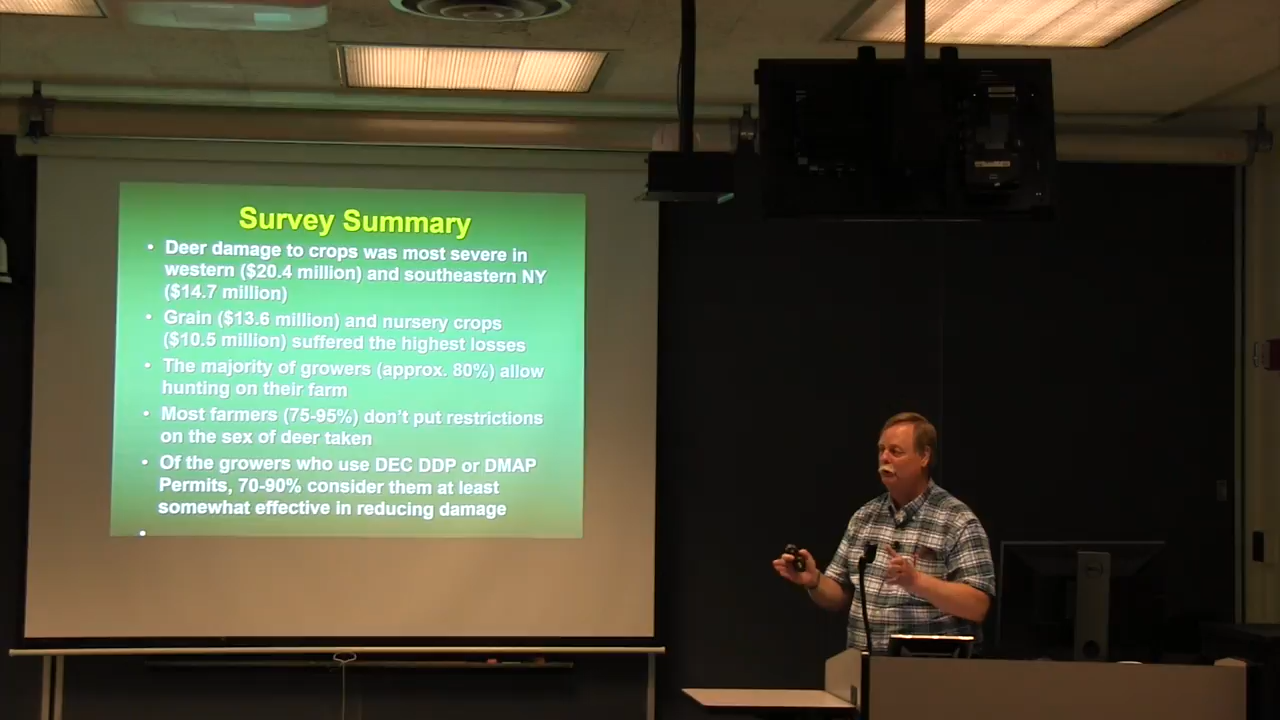 Survey Summary
• Deer damage to crops was most severe in
western ($20.4 million) and southeastern NY
($14.7 million)
• Grain ($13.6 million) and nursery crops
($10.5 million) suffered the highest losses
• The majority of growers (approx. 80%) allow
hunting on their farm
• Most farmers (75-95%) don't put restrictions
on the sex of deer taken
• Of the growers who use DEC DDP or DMAP
Permits, 70-90% consider them at least
somewhat effective in reducing damage
•
DELL